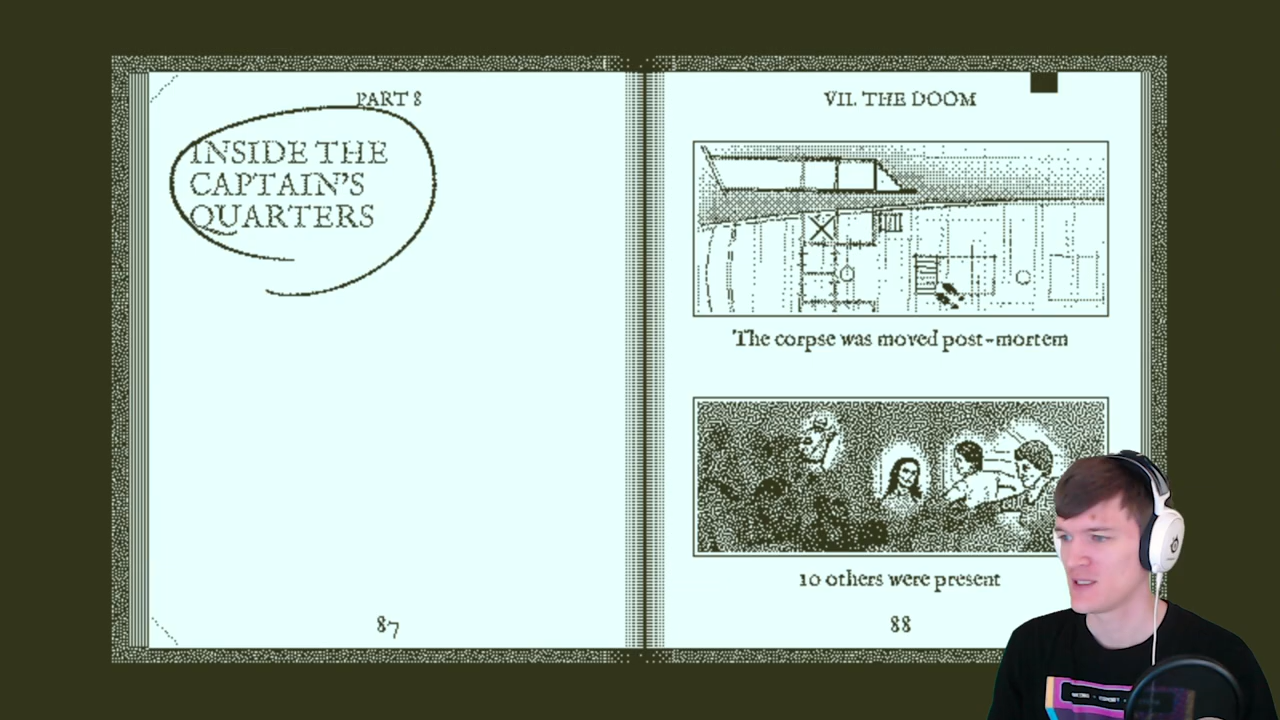 PART 8
INSIDE THE
CAPTAIN'S
QUARTERS
87
VII. THE DOOM
The corpse was moved post-mortem
10 others were present
88